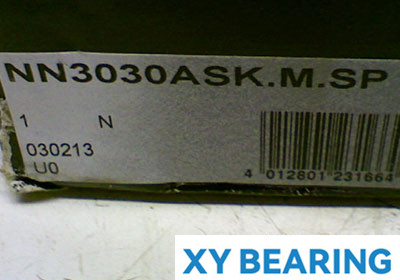 NN3030ASK.M.SP
1 N
030213
U0
4 012801 231664
XY BEARING